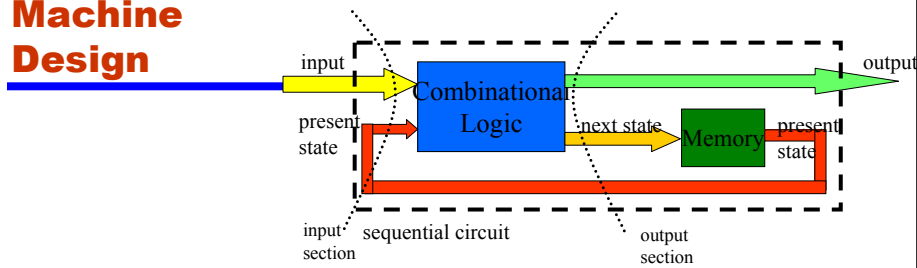 Machine
Design
input
output
Combinational
Logic
present
state
next state
Memory
present
state
input
section
sequential circuit
output
section